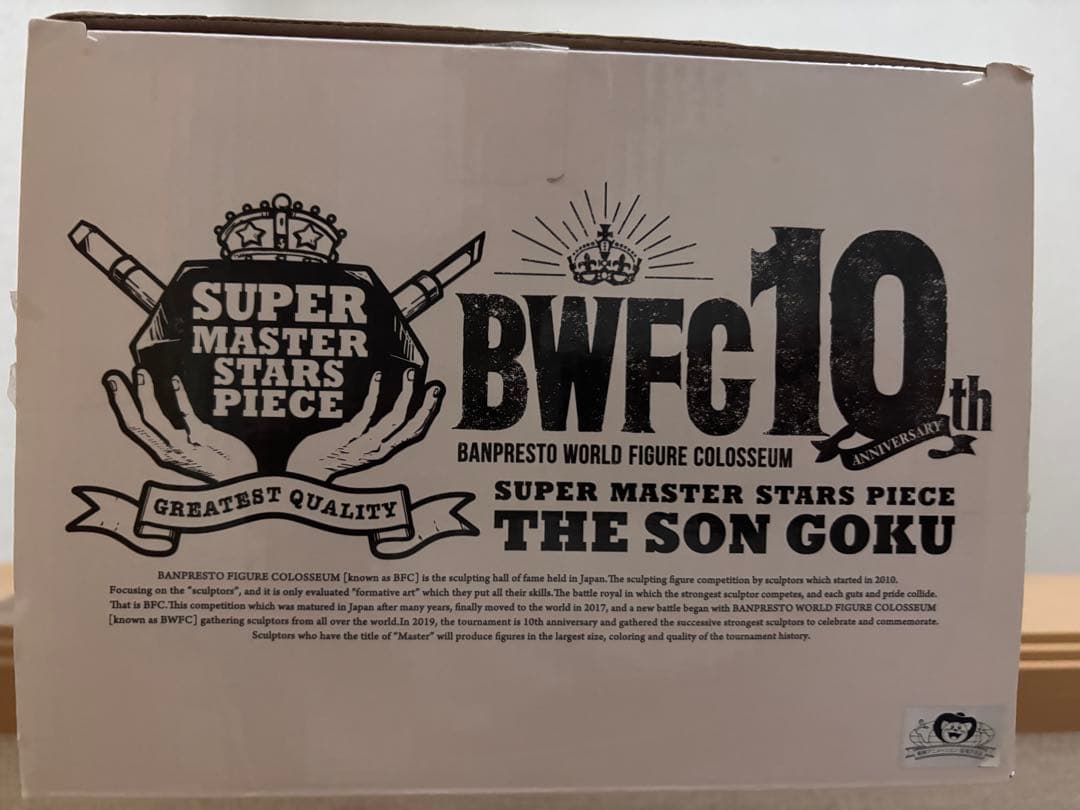 SUPER
MASTER
STARS
PIECE
GREATEST QUALITY
BWFC10th
ANNIVERSARY
BANPRESTO WORLD FIGURE COLOSSEUM
SUPER MASTER STARS PIECE
THE SON GOKU
BANPRESTO FIGURE COLOSSEUM [known as BFC] is the sculpting hall of fame held in Japan.The sculpting figure competition by sculptors which started in 2010.
Focusing on the "sculptors", and it is only evaluated "formative art" which they put all their skills.The battle royal in which the strongest sculptor competes, and each guts and pride collide.
That is BFC.This competition which was matured in Japan after many years, finally moved to the world in 2017, and a new battle began with BANPRESTO WORLD FIGURE COLOSSEUM
[known as BWFC] gathering sculptors from all over the world.In 2019, the tournament is 10th anniversary and gathered the successive strongest sculptors to celebrate and commemorate.
Sculptors who have the title of "Master" will produce figures in the largest size, coloring and quality of the tournament history.